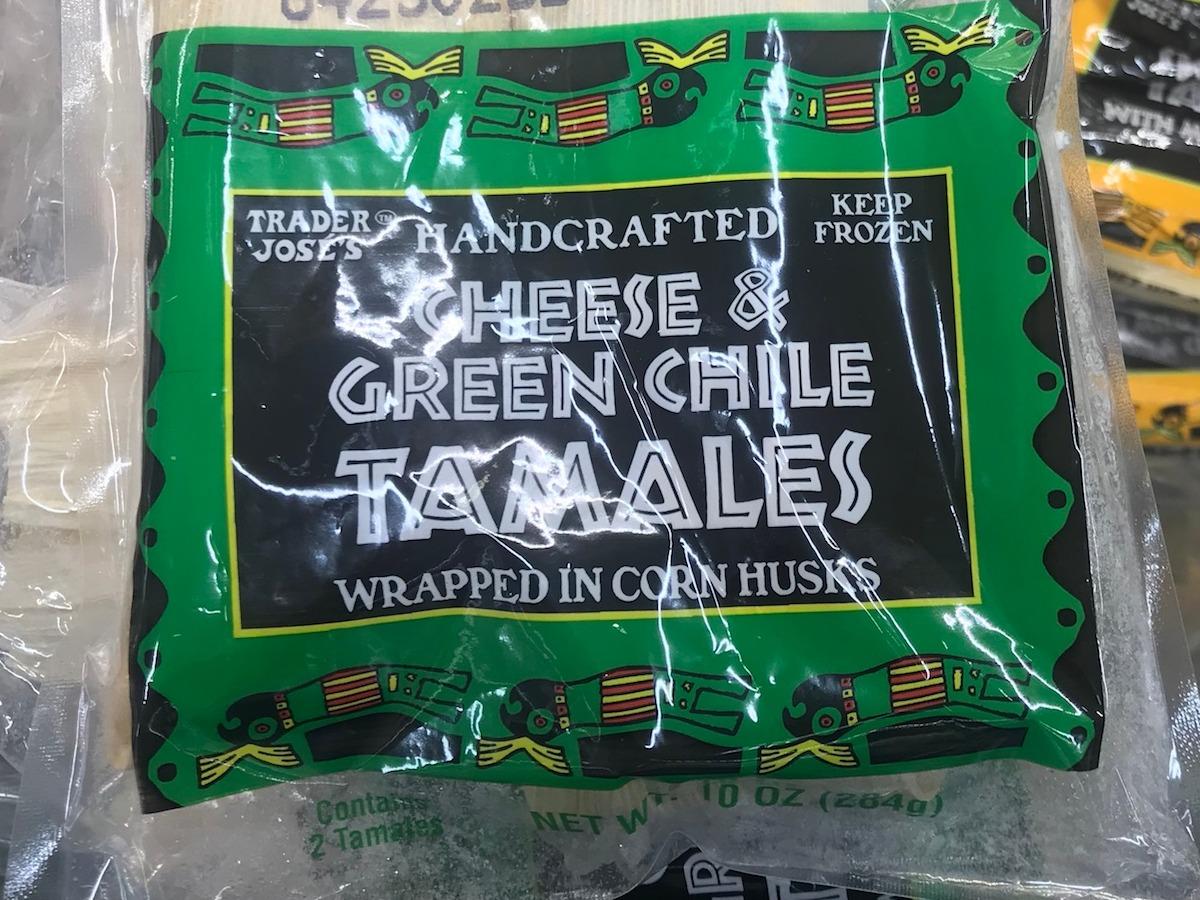 TRADER™ JOSE'S
HANDCRAFTED
KEEP
FROZEN
CHEESE &
GREEN CHILE
TAMALES
WRAPPED IN CORN HUSKS
Contains
2 Tamales
NET WT. 10 OZ (284g)